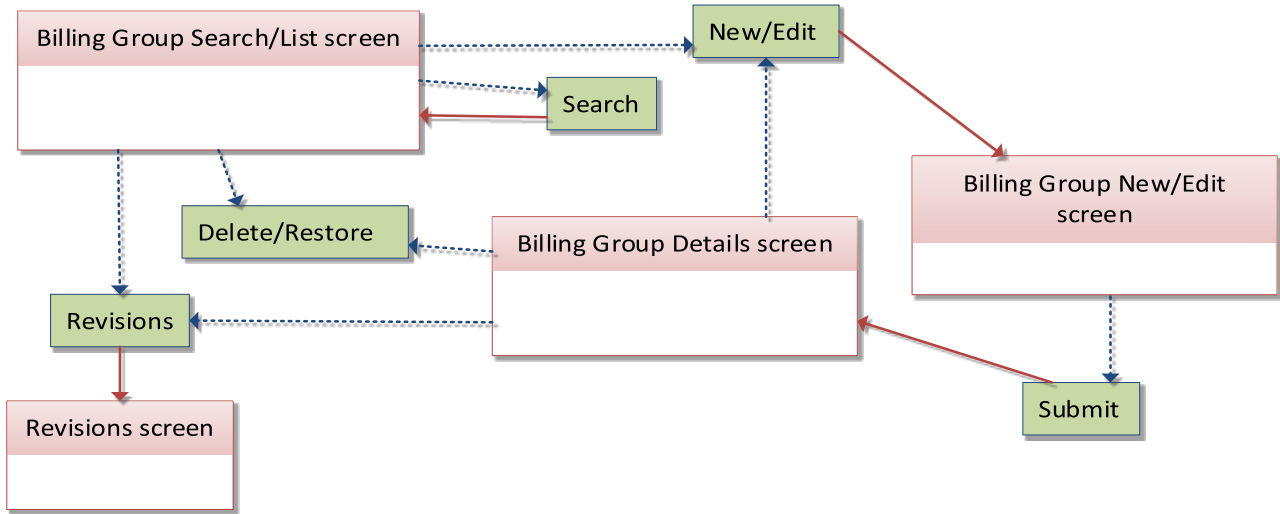 Billing Group Search/List screen
New/Edit
Search
Billing Group New/Edit
screen
Delete/Restore
Billing Group Details screen
Revisions
Submit
Revisions screen